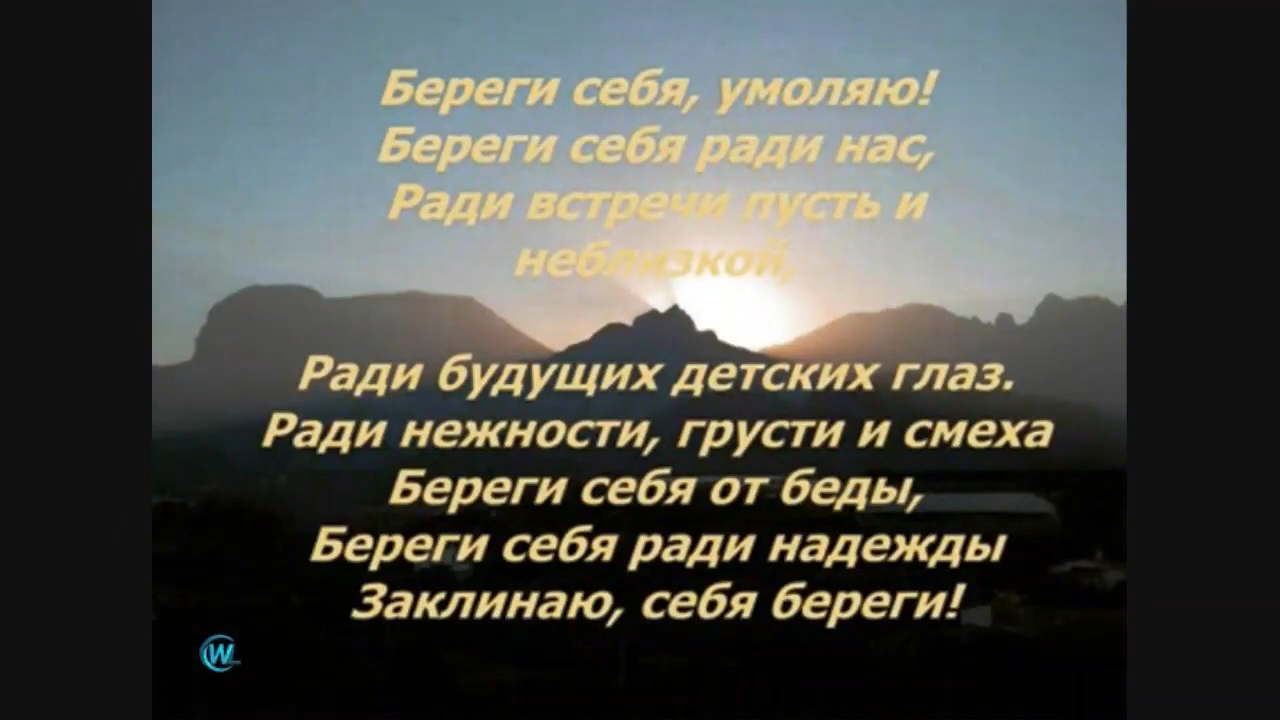 Береги себя, умоляю!
Береги себя ради нас,
Ради встречи пусть и
неблизкой,
Ради будущих детских глаз.
Ради нежности, грусти и смеха
Береги себя от беды,
Береги себя ради надежды
Заклинаю, себя береги!
W